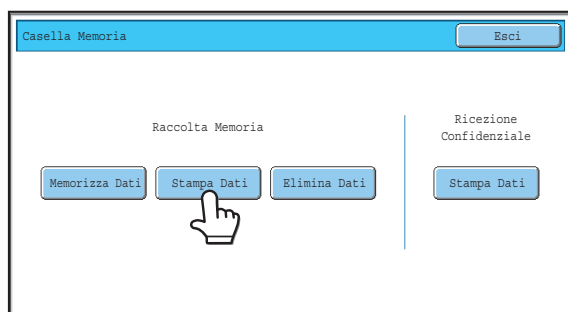 Casella Memoria
Esci
Raccolta Memoria
Ricezione
Confidenziale
Memorizza Dati
Stampa Dati
Elimina Dati
Stampa Dati